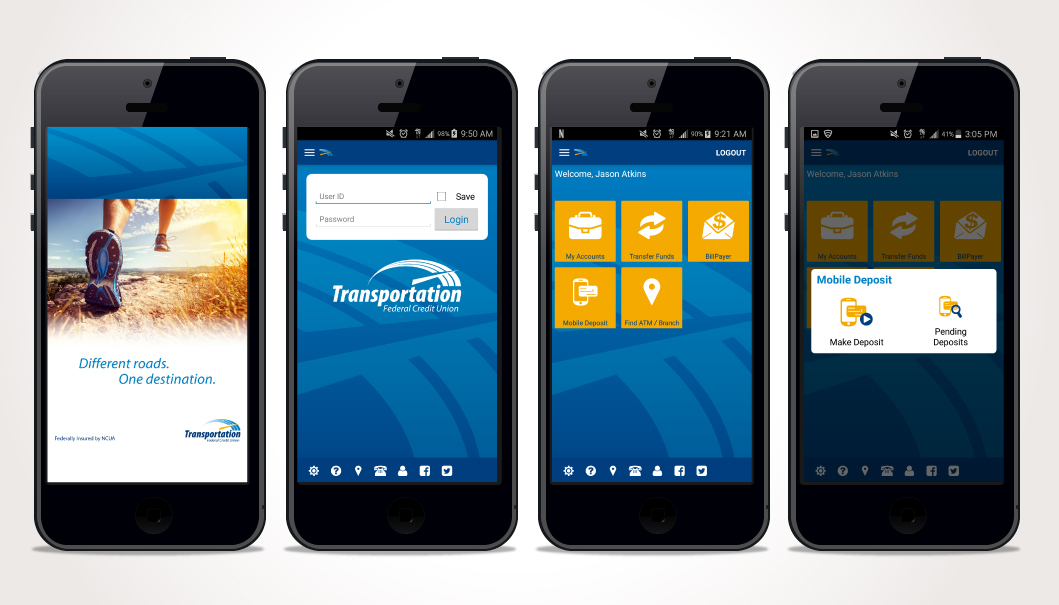 Different roads.
One destination.
Federally Insured by NCUA
Transportation
Federal Credit Union
98% 9:50 AM
User ID
Save
Password
Login
Transportation
Federal Credit Union
N 90% 9:21 AM
LOGOUT
Welcome, Jason Atkins
My Accounts
Transfer Funds
BillPayer
Mobile Deposit
Find ATM / Branch
41% 3:05 PM
LOGOUT
Welcome, Jason Atkins
My Accounts
Transfer Funds
BillPayer
Mobile Deposit
Make Deposit
Pending
Deposits